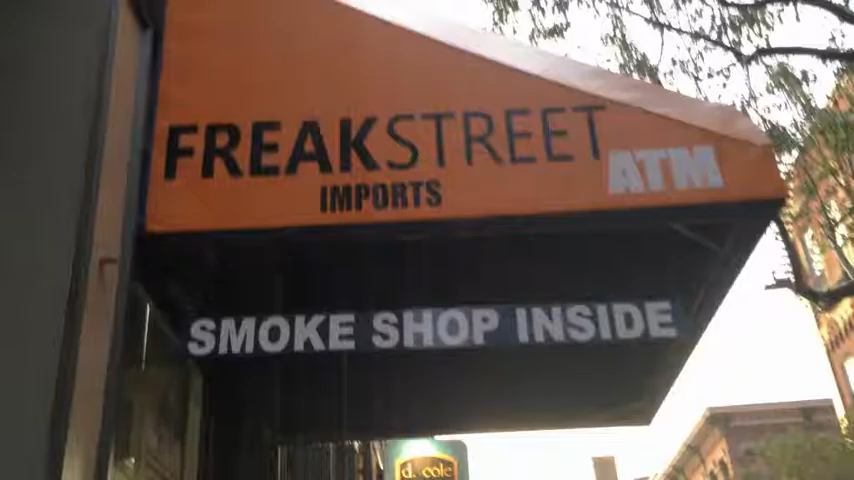 FREAKSTREET
IMPORTS
ATM
SMOKE SHOP INSIDE
d. cole